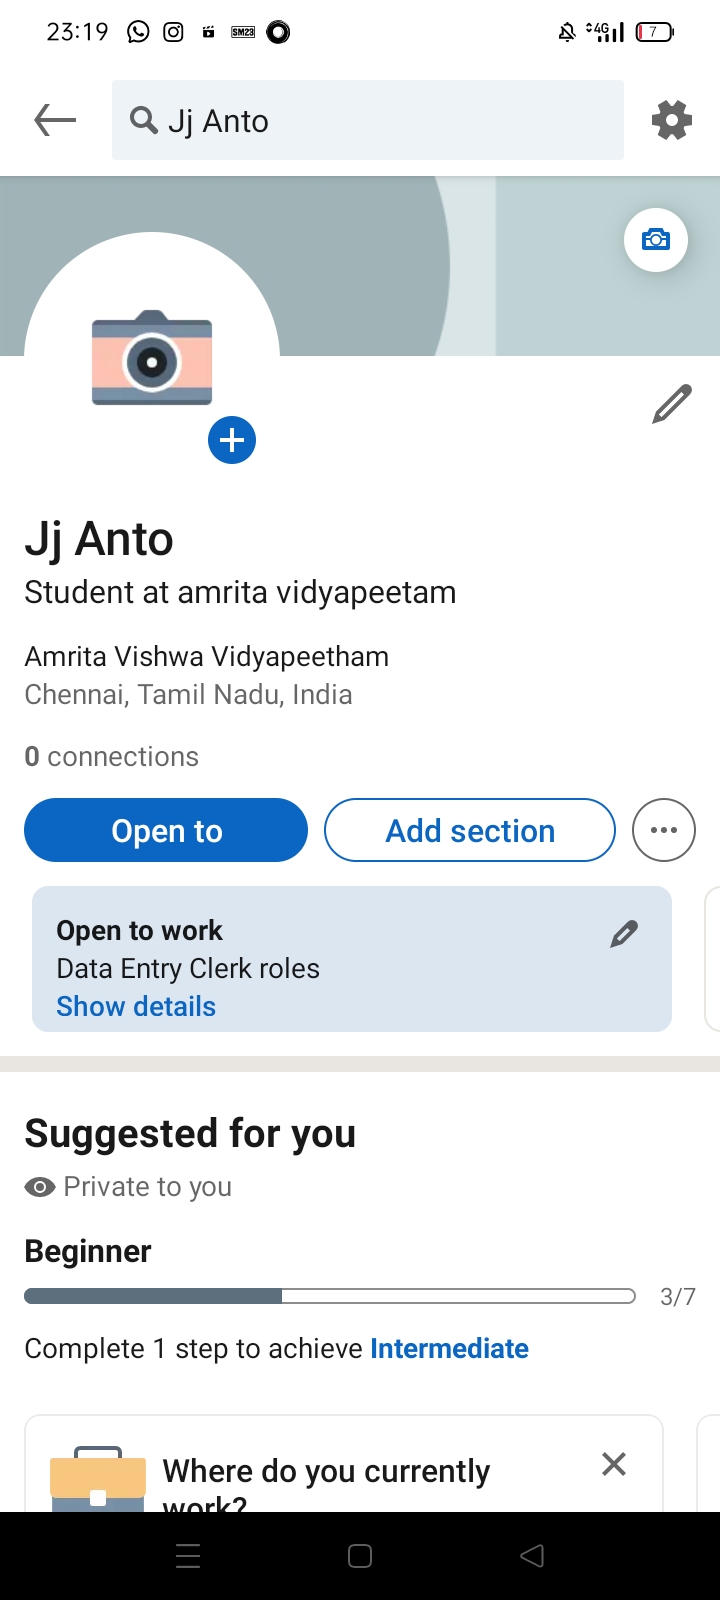 23:19 SM23 4G 7
Jj Anto
Jj Anto
Student at amrita vidyapeetam
Amrita Vishwa Vidyapeetham
Chennai, Tamil Nadu, India
0 connections
Open to Add section
Open to work
Data Entry Clerk roles
Show details
Suggested for you
Private to you
Beginner
3/7
Complete 1 step to achieve Intermediate
Where do you currently
work?